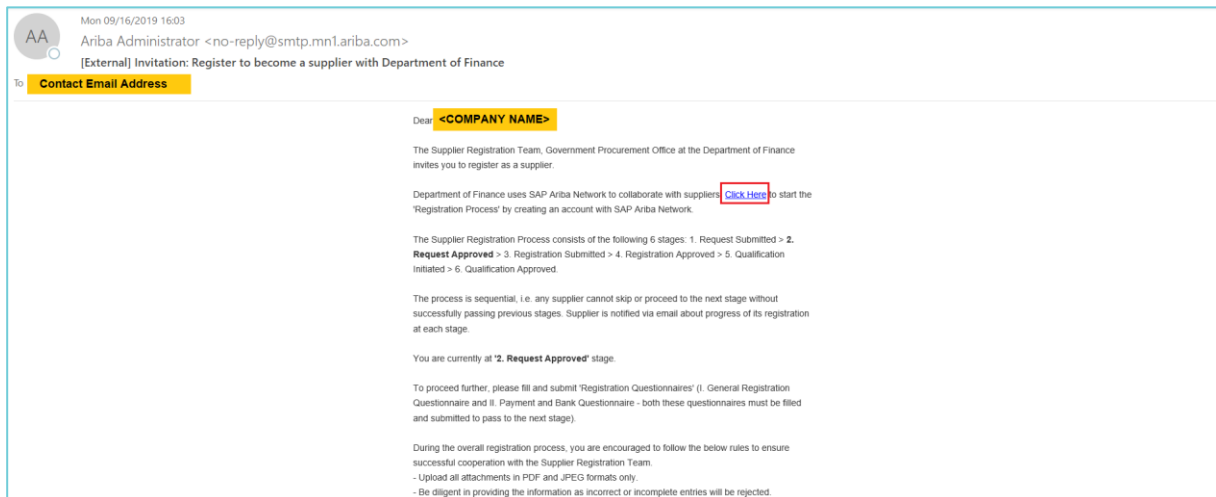 Mon 09/16/2019 16:03
AA
Ariba Administrator <no-reply@smtp.mn1.ariba.com>
[External] Invitation: Register to become a supplier with Department of Finance
To Contact Email Address
Dear <COMPANY NAME>
The Supplier Registration Team, Government Procurement Office at the Department of Finance
invites you to register as a supplier.
Department of Finance uses SAP Ariba Network to collaborate with suppliers. Click Here to start the
'Registration Process' by creating an account with SAP Ariba Network.
The Supplier Registration Process consists of the following 6 stages: 1. Request Submitted > 2.
Request Approved > 3. Registration Submitted > 4. Registration Approved > 5. Qualification
Initiated > 6. Qualification Approved.
The process is sequential, i.e. any supplier cannot skip or proceed to the next stage without
successfully passing previous stages. Supplier is notified via email about progress of its registration
at each stage.
You are currently at '2. Request Approved' stage.
To proceed further, please fill and submit 'Registration Questionnaires' (I. General Registration
Questionnaire and II. Payment and Bank Questionnaire - both these questionnaires must be filled
and submitted to pass to the next stage).
During the overall registration process, you are encouraged to follow the below rules to ensure
successful cooperation with the Supplier Registration Team.
- Upload all attachments in PDF and JPEG formats only.
- Be diligent in providing the information as incorrect or incomplete entries will be rejected.